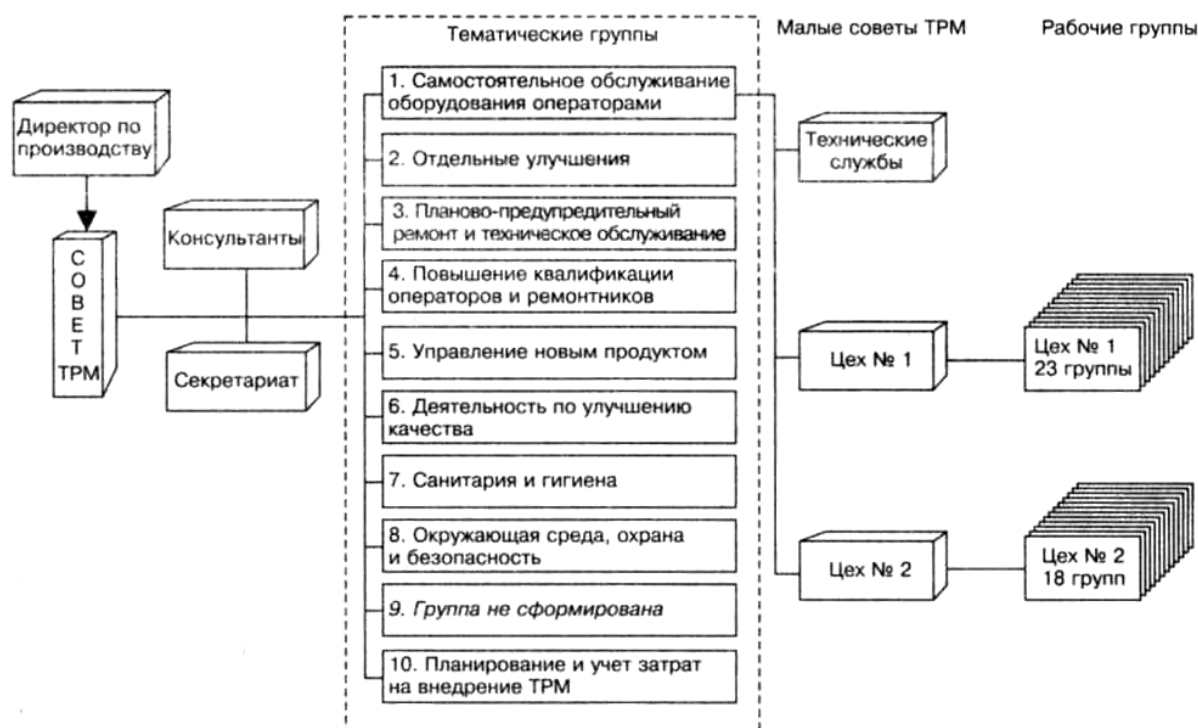 Тематические группы
Малые советы ТРМ
Рабочие группы
Директор по
производству
СОВЕТ
ТРМ
Консультанты
Секретариат
1. Самостоятельное обслуживание
оборудования операторами
2. Отдельные улучшения
3. Планово-предупредительный
ремонт и техническое обслуживание
4. Повышение квалификации
операторов и ремонтников
5. Управление новым продуктом
6. Деятельность по улучшению
качества
7. Санитария и гигиена
8. Окружающая среда, охрана
и безопасность
9. Группа не сформирована
10. Планирование и учет затрат
на внедрение ТРМ
Технические
службы
Цех № 1
Цех № 2
Цех № 1
23 группы
Цех № 2
18 групп